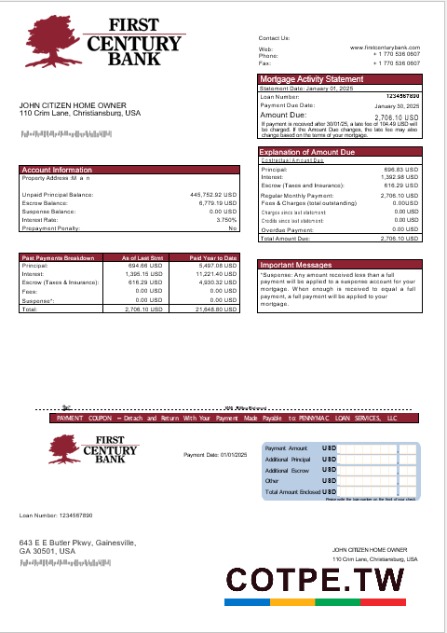 FIRST
CENTURY
BANK
Contact Us:
Web: www.firstcenturybank.com
Phone: + 1 770 536 0607
Fax: + 1 770 536 0607
JOHN CITIZEN HOME OWNER
110 Crim Lane, Christiansburg, USA
Mortgage Activity Statement
Statement Date: January 01, 2025
Loan Number: 1234567890
Payment Due Date: January 30, 2025
Amount Due: 2,706.10 USD
If payment is received after 30/01/25, a late fee of 104.49 USD will
be charged. If the Amount Due changes, the late fee may also
change based on the terms of your mortgage.
Explanation of Amount Due
Contractual Amount Due
Principal: 696.83 USD
Interest: 1,392.98 USD
Escrow (Taxes and Insurance): 616.29 USD
Regular Monthly Payment: 2,706.10 USD
Fees & Charges (total outstanding) 0.00USD
Charges since last statement: 0.00 USD
Credits since last statement: 0.00 USD
Overdue Payment: 0.00 USD
Total Amount Due: 2,706.10 USD
Account Information
Property Address
Unpaid Principal Balance: 445,752.92 USD
Escrow Balance: 6,779.19 USD
Suspense Balance: 0.00 USD
Interest Rate: 3.750%
Prepayment Penalty: No
Past Payments Breakdown As of Last Stmt Paid Year to Date
Principal: 694.66 USD 5,497.08 USD
Interest: 1,395.15 USD 11,221.40 USD
Escrow (Taxes & Insurance): 616.29 USD 4,930.32 USD
Fees: 0.00 USD 0.00 USD
Suspense*: 0.00 USD 0.00 USD
Total: 2,706.10 USD 21,648.80 USD
Important Messages
*Suspense: Any amount received less than a full
payment will be applied to a suspense account for your
mortgage. When enough is received to equal a full
payment, a full payment will be applied to your
mortgage.
PAYMENT COUPON – Detach and Return With Your Payment Made Payable to: PENNYMAC LOAN SERVICES, LLC
FIRST
CENTURY
BANK
Payment Date: 01/01/2025
Payment Amount USD
Additional Principal USD
Additional Escrow USD
Other USD
Total Amount Enclosed USD
Loan Number: 1234567890
643 E E Butler Pkwy, Gainesville,
GA 30501, USA
JOHN CITIZEN HOME OWNER
110 Crim Lane, Christiansburg, USA
COTPE.TW